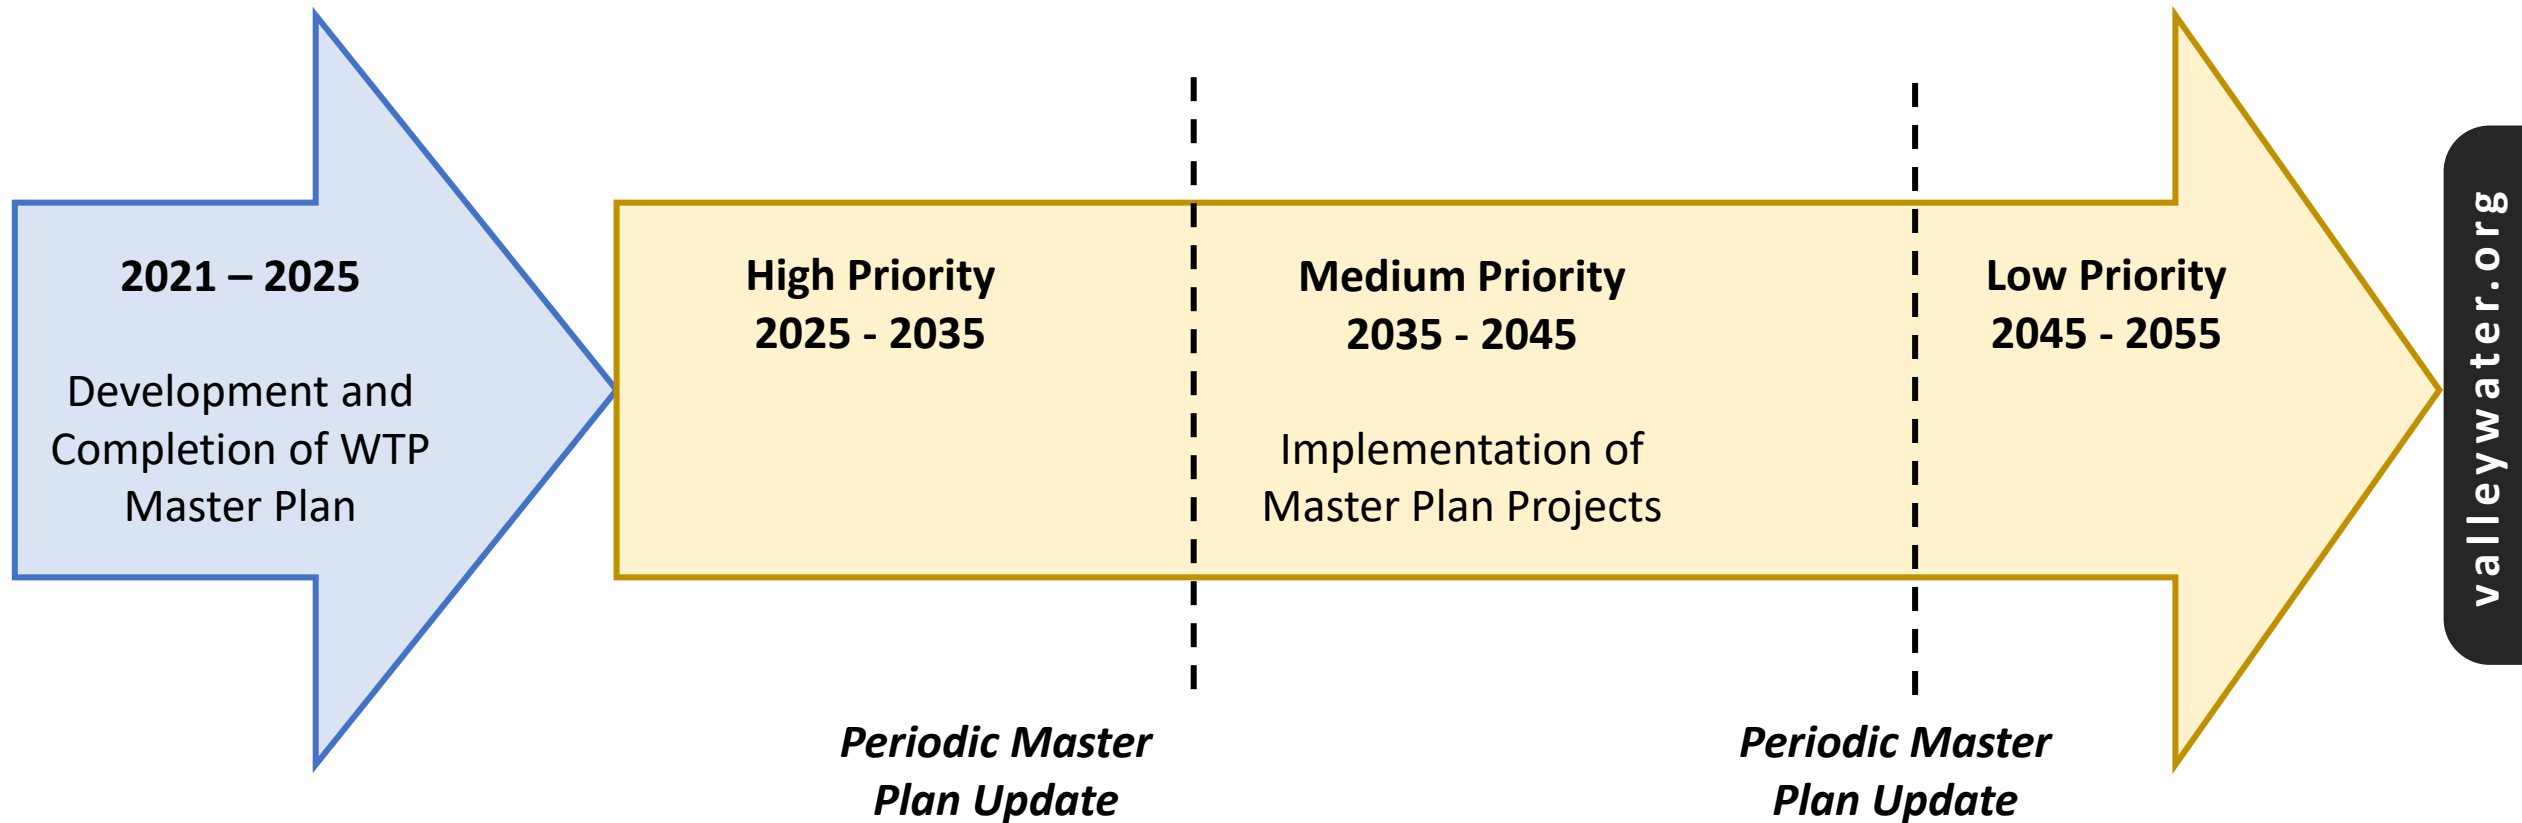 2021 – 2025
Development and
Completion of WTP
Master Plan
High Priority
2025 - 2035
Medium Priority
2035 - 2045
Implementation of
Master Plan Projects
Low Priority
2045 - 2055
Periodic Master
Plan Update
Periodic Master
Plan Update
valleywater.org